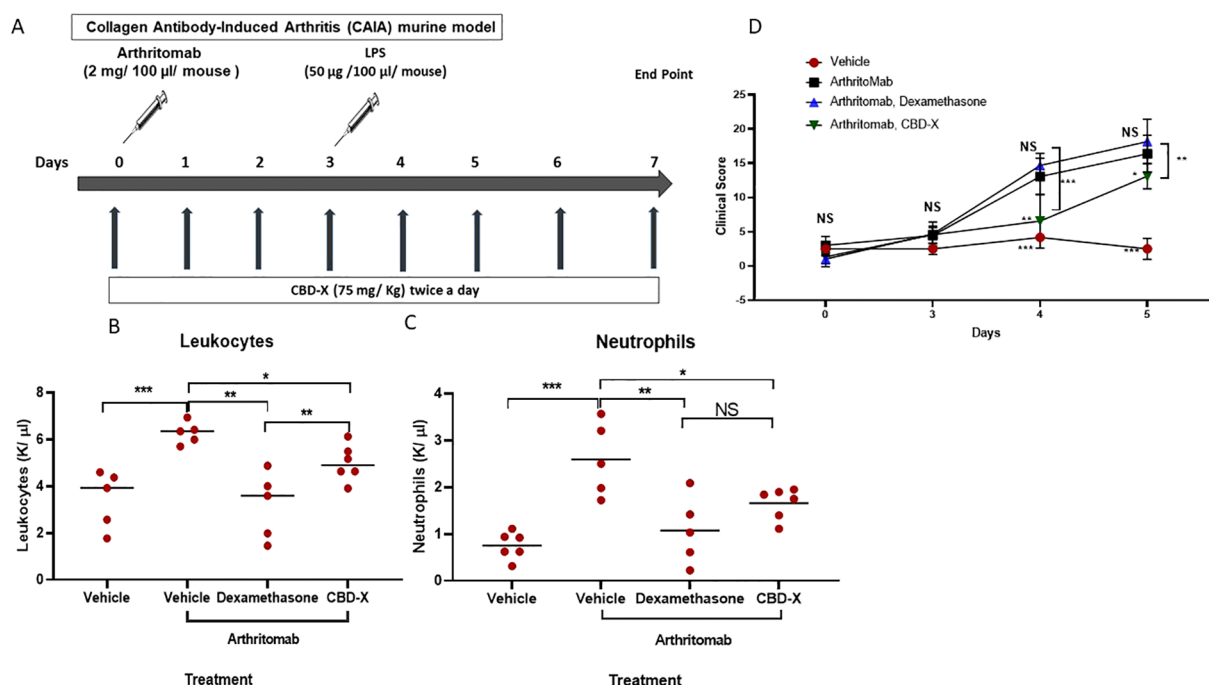 A
Collagen Antibody-Induced Arthritis (CAIA) murine model
Arthritomab
(2 mg/ 100 µl/ mouse )
LPS
(50 µg /100 µl/ mouse)
End Point
Days 0 1 2 3 4 5 6 7
CBD-X (75 mg/ Kg) twice a day
D
Vehicle
ArthritoMab
Arthritomab, Dexamethasone
Arthritomab, CBD-X
Clinical Score
25
20
15
10
5
0
-5
NS
NS
NS
***
**
***
NS
*
**
***
0 3 4 5
Days
B
Leukocytes
Leukocytes (K/ µl)
8
6
4
2
0
***
*
**
**
Vehicle Vehicle Dexamethasone CBD-X
Arthritomab
Treatment
C
Neutrophils
Neutrophils (K/ µl)
4
3
2
1
0
***
*
**
NS
Vehicle Vehicle Dexamethasone CBD-X
Arthritomab
Treatment